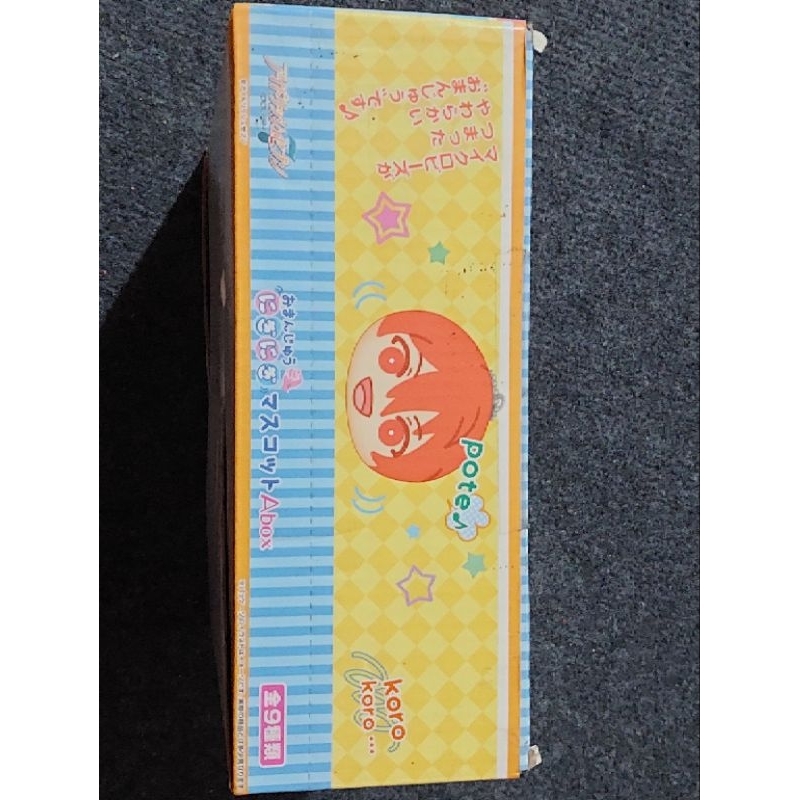 マイクロビーズが
つまった
やわらかい
"おまんじゅう"です♪
pote♪
koro
koro...
おまんじゅう
にぎにぎマスコットAbox
全9種類